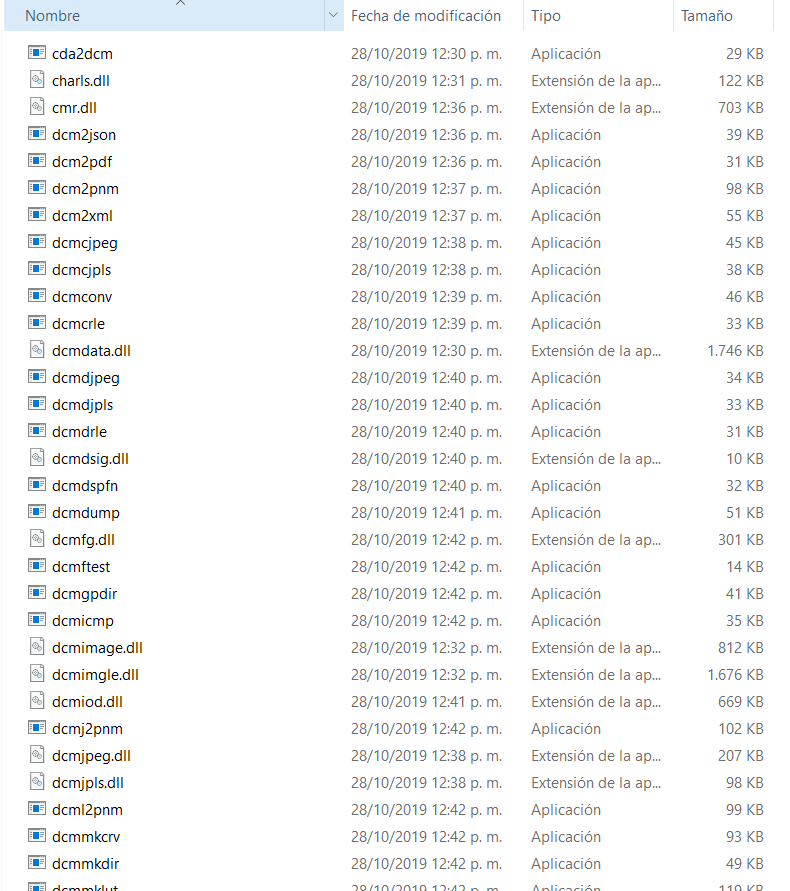 Nombre Fecha de modificación Tipo Tamaño
cda2dcm 28/10/2019 12:30 p. m. Aplicación 29 KB
charls.dll 28/10/2019 12:31 p. m. Extensión de la ap... 122 KB
cmr.dll 28/10/2019 12:36 p. m. Extensión de la ap... 703 KB
dcm2json 28/10/2019 12:36 p. m. Aplicación 39 KB
dcm2pdf 28/10/2019 12:36 p. m. Aplicación 31 KB
dcm2pnm 28/10/2019 12:37 p. m. Aplicación 98 KB
dcm2xml 28/10/2019 12:37 p. m. Aplicación 55 KB
dcmcjpeg 28/10/2019 12:38 p. m. Aplicación 45 KB
dcmcjpls 28/10/2019 12:38 p. m. Aplicación 38 KB
dcmconv 28/10/2019 12:39 p. m. Aplicación 46 KB
dcmcrle 28/10/2019 12:39 p. m. Aplicación 33 KB
dcmdata.dll 28/10/2019 12:30 p. m. Extensión de la ap... 1.746 KB
dcmdjpeg 28/10/2019 12:40 p. m. Aplicación 34 KB
dcmdjpls 28/10/2019 12:40 p. m. Aplicación 33 KB
dcmdrle 28/10/2019 12:40 p. m. Aplicación 31 KB
dcmdsig.dll 28/10/2019 12:40 p. m. Extensión de la ap... 10 KB
dcmdspfn 28/10/2019 12:40 p. m. Aplicación 32 KB
dcmdump 28/10/2019 12:41 p. m. Aplicación 51 KB
dcmfg.dll 28/10/2019 12:42 p. m. Extensión de la ap... 301 KB
dcmftest 28/10/2019 12:42 p. m. Aplicación 14 KB
dcmgpdir 28/10/2019 12:42 p. m. Aplicación 41 KB
dcmicmp 28/10/2019 12:42 p. m. Aplicación 35 KB
dcmimage.dll 28/10/2019 12:32 p. m. Extensión de la ap... 812 KB
dcmimgle.dll 28/10/2019 12:32 p. m. Extensión de la ap... 1.676 KB
dcmiod.dll 28/10/2019 12:41 p. m. Extensión de la ap... 669 KB
dcmj2pnm 28/10/2019 12:42 p. m. Aplicación 102 KB
dcmjpeg.dll 28/10/2019 12:38 p. m. Extensión de la ap... 207 KB
dcmjpls.dll 28/10/2019 12:38 p. m. Extensión de la ap... 98 KB
dcml2pnm 28/10/2019 12:42 p. m. Aplicación 99 KB
dcmmkcrv 28/10/2019 12:42 p. m. Aplicación 93 KB
dcmmkdir 28/10/2019 12:42 p. m. Aplicación 49 KB
dcmmklut 28/10/2019 12:42 p. m. Aplicación 119 KB